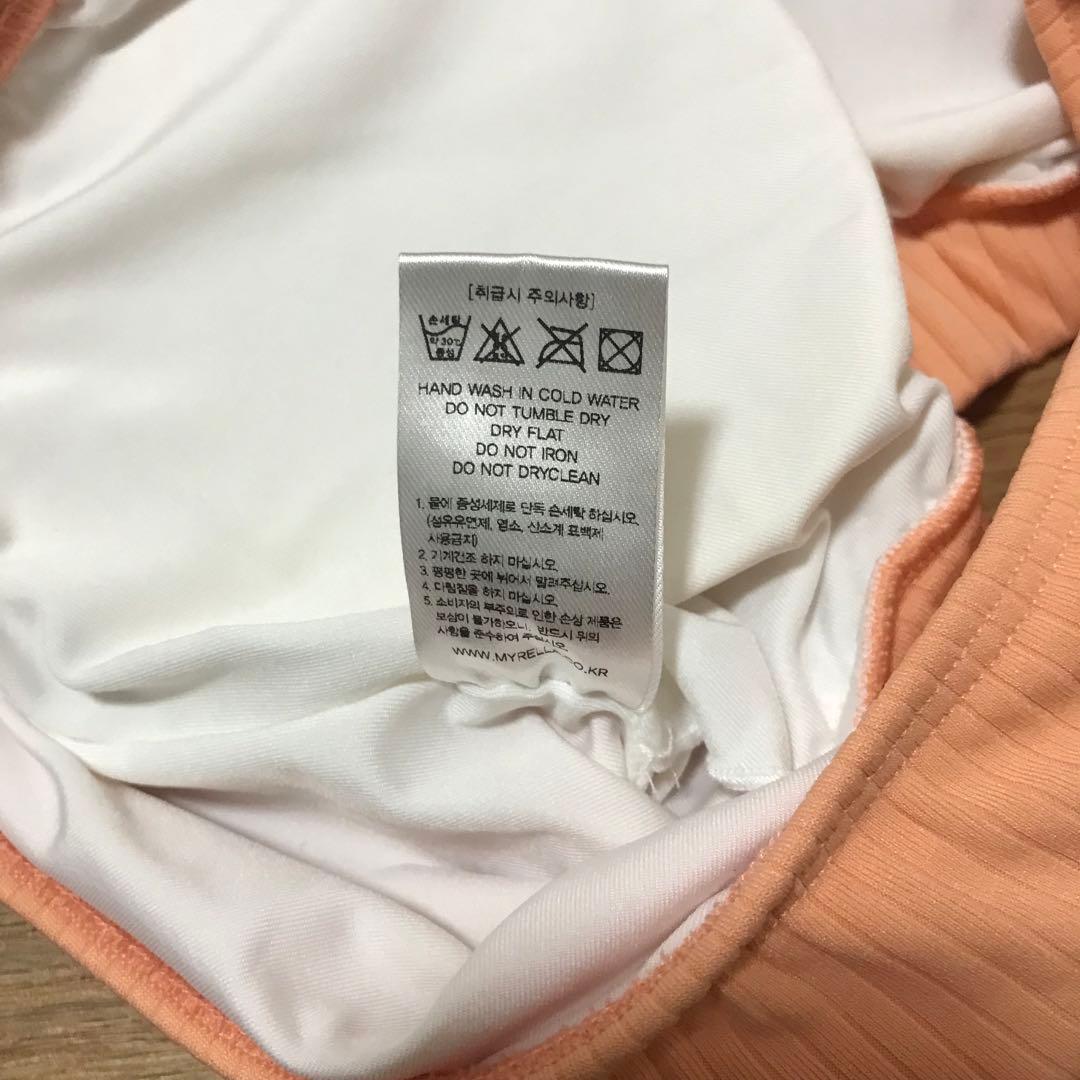 [취급시 주의사항]
손세탁
약 30℃
중성
HAND WASH IN COLD WATER
DO NOT TUMBLE DRY
DRY FLAT
DO NOT IRON
DO NOT DRYCLEAN
1. 물에 중성세제로 단독 손세탁 하십시오.
(섬유유연제, 염소, 산소계 표백제
사용금지)
2. 기계건조 하지 마십시오.
3. 평평한 곳에 뉘어서 말려주십시오.
4. 다림질을 하지 마십시오.
5. 소비자의 부주의로 인한 손상 제품은
보상이 불가하오니, 반드시 위의
사항을 준수하여